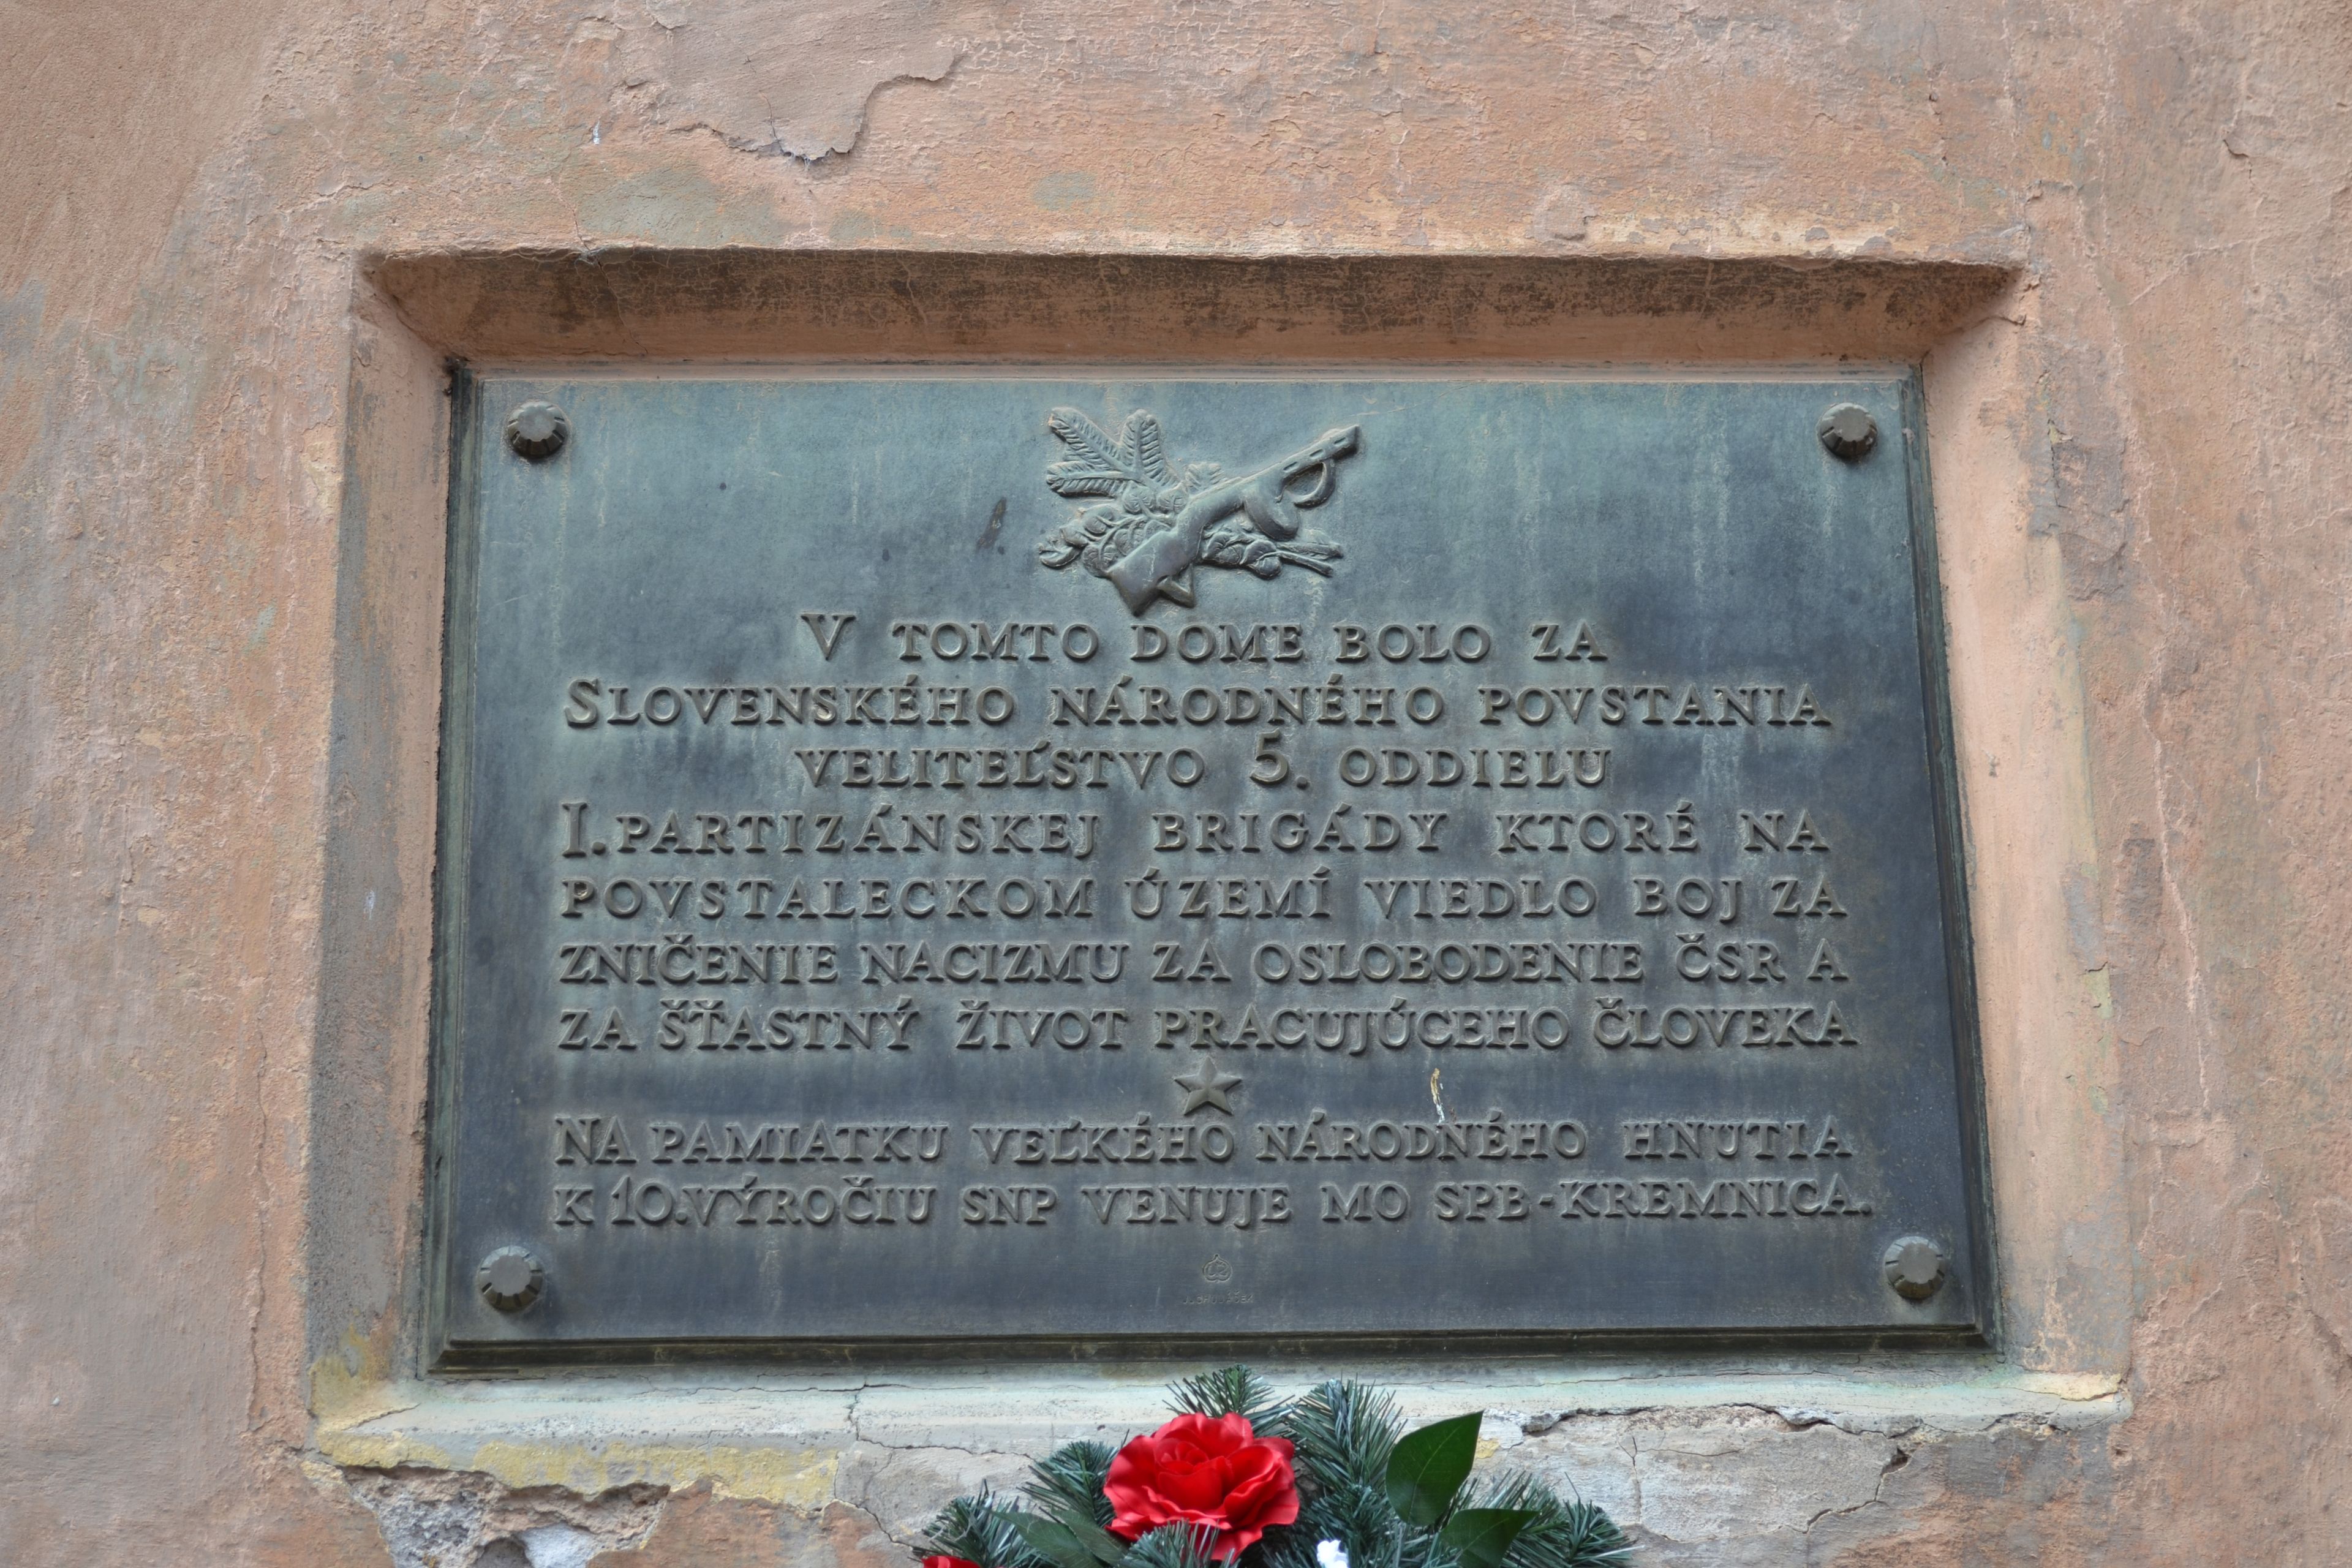 V TOMTO DOME BOLO ZA
SLOVENSKÉHO NÁRODNÉHO POVSTANIA
VELITEĽSTVO 5. ODDIELU
I. PARTIZÁNSKEJ BRIGÁDY KTORÉ NA
POVSTALECKOM ÚZEMÍ VIEDLO BOJ ZA
ZNIČENIE NACIZMU ZA OSLOBODENIE ČSR A
ZA ŠŤASTNÝ ŽIVOT PRACUJÚCEHO ČLOVEKA
NA PAMIATKU VEĽKÉHO NÁRODNÉHO HNUTIA
K 10. VÝROČIU SNP VENUJE MO SPB-KREMNICA.